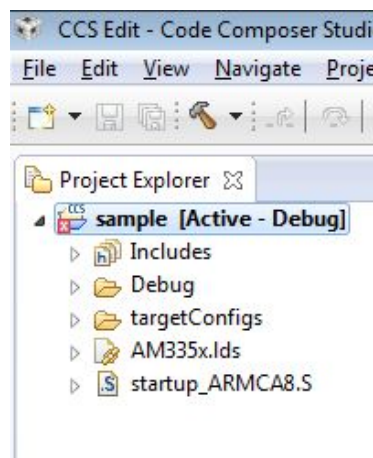 CCS Edit - Code Composer Studi
File Edit View Navigate Proje
Project Explorer
CCS
sample [Active - Debug]
h Includes
Debug
targetConfigs
AM335x.lds
.S startup_ARMCA8.S